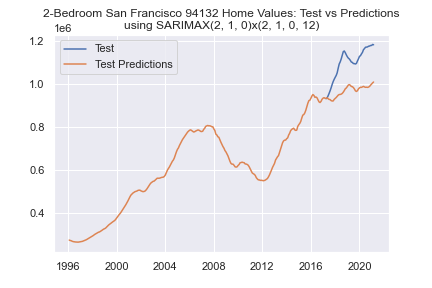 2-Bedroom San Francisco 94132 Home Values: Test vs Predictions
using SARIMAX(2, 1, 0)x(2, 1, 0, 12)
1e6
Test
Test Predictions
1.2
1.0
0.8
0.6
0.4
1996 2000 2004 2008 2012 2016 2020